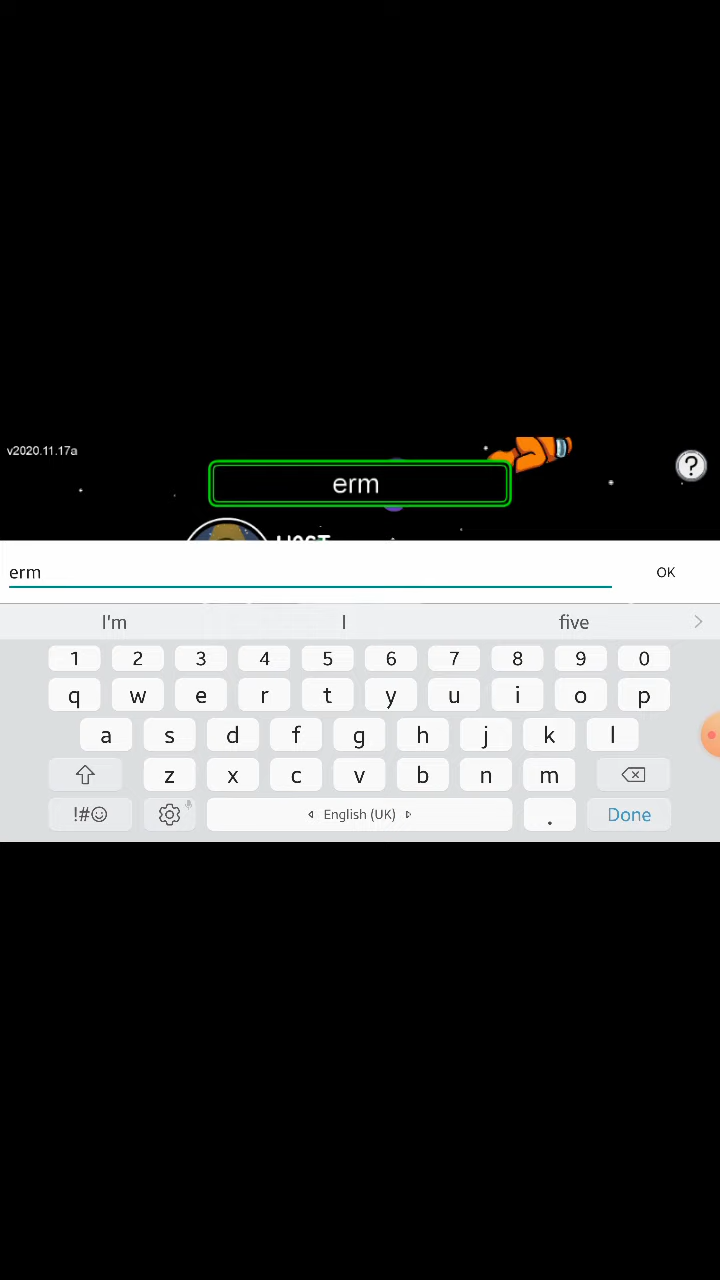 v2020.11.17a
?
erm
HOST
erm
OK
I'm
I
five
1 2 3 4 5 6 7 8 9 0
q w e r t y u i o p
a s d f g h j k l
z x c v b n m
!#☺ English (UK) . Done